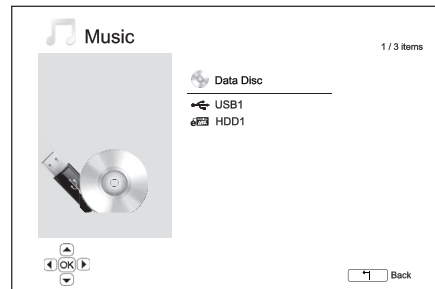 Music
1 / 3 items
Data Disc
USB1
HDD1
OK
Back